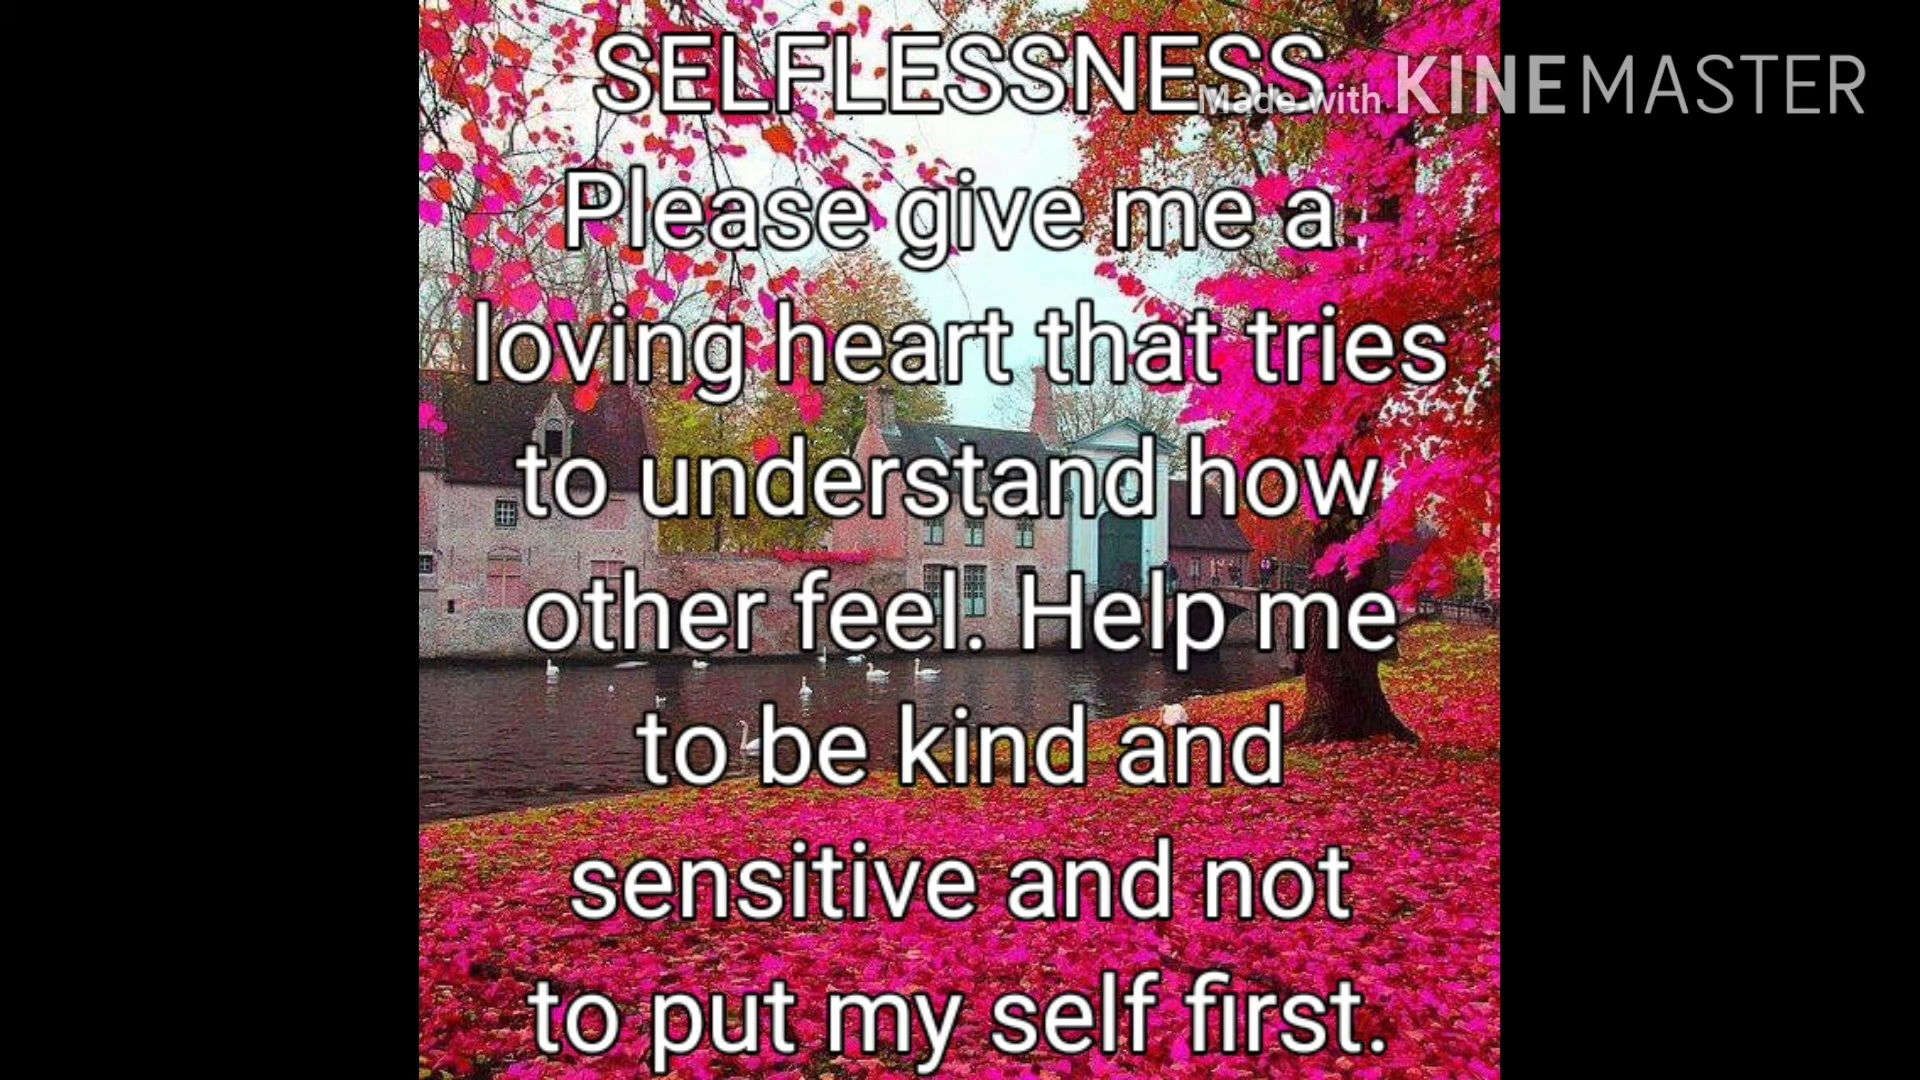 SELFLESSNESS
Made with KINEMASTER
Please give me a
loving heart that tries
to understand how
other feel. Help me
to be kind and
sensitive and not
to put my self first.